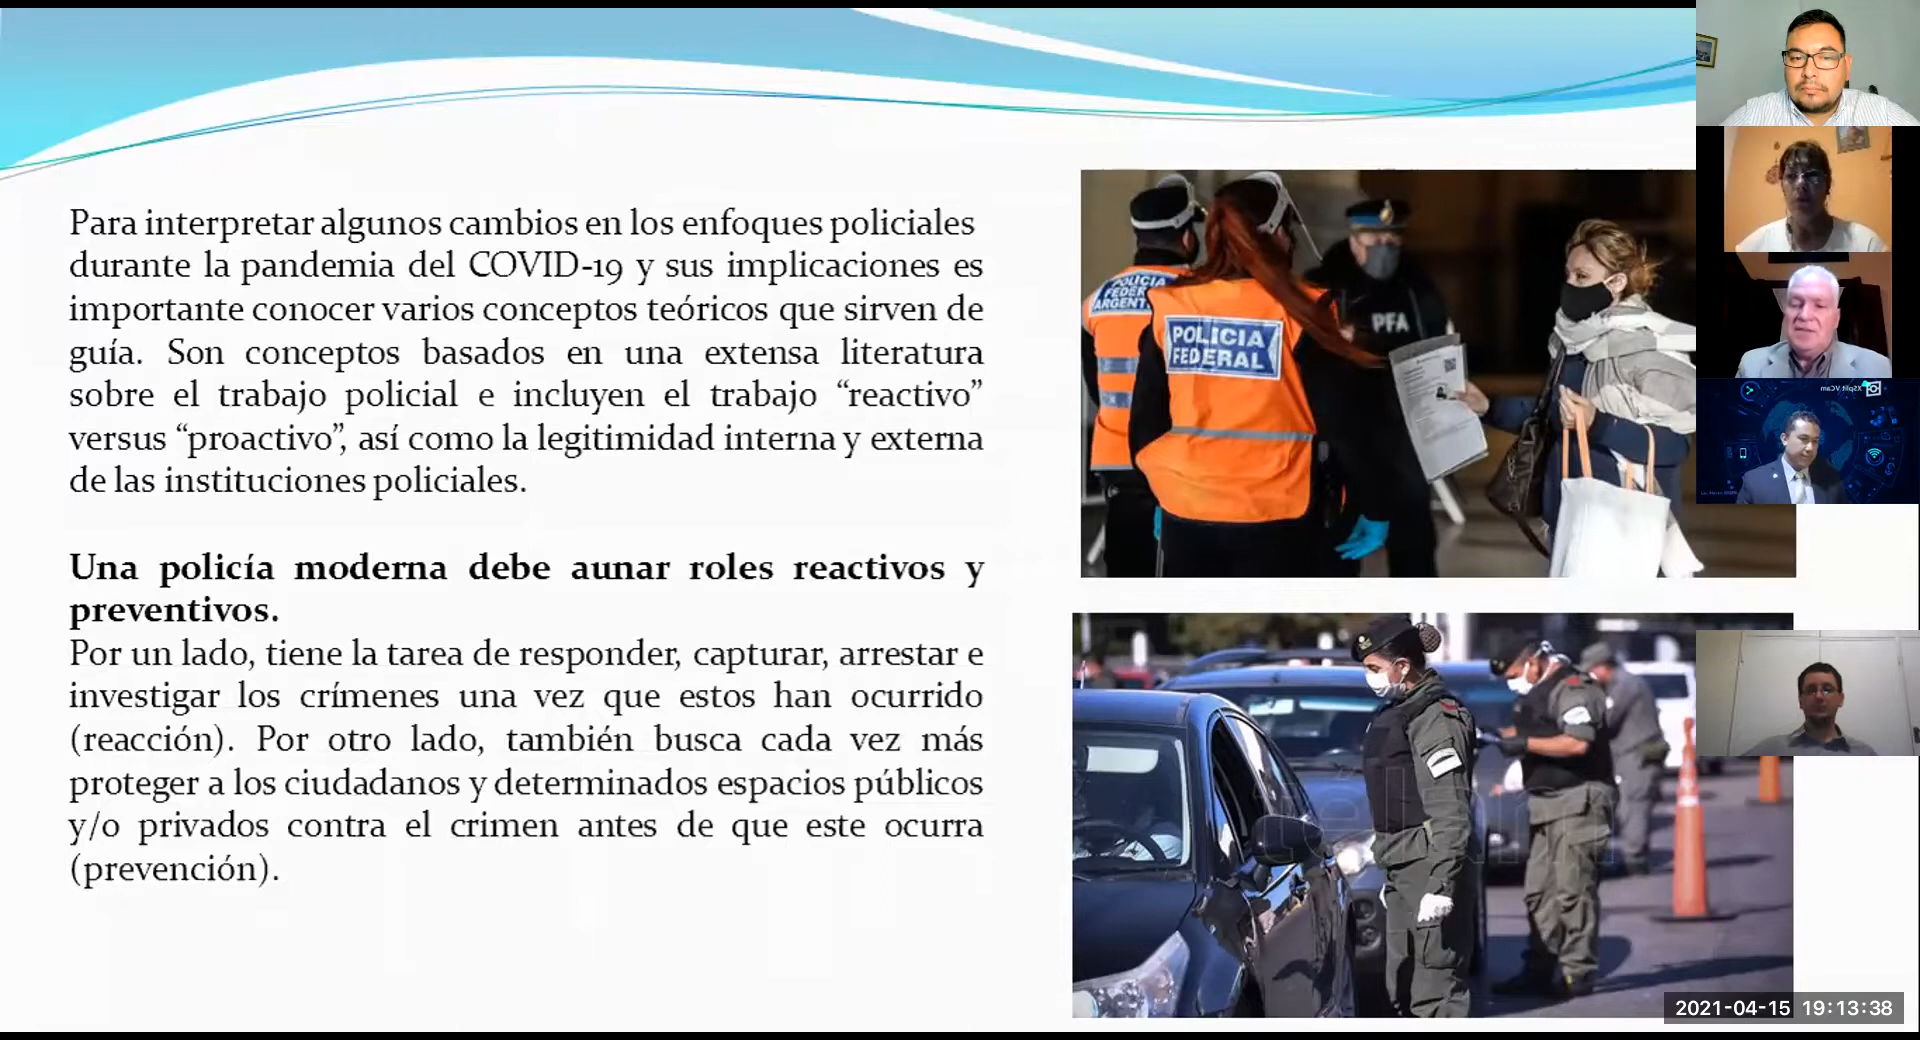 Para interpretar algunos cambios en los enfoques policiales
durante la pandemia del COVID-19 y sus implicaciones es
importante conocer varios conceptos teóricos que sirven de
guía. Son conceptos basados en una extensa literatura
sobre el trabajo policial e incluyen el trabajo “reactivo”
versus “proactivo”, así como la legitimidad interna y externa
de las instituciones policiales.
Una policía moderna debe aunar roles reactivos y
preventivos.
Por un lado, tiene la tarea de responder, capturar, arrestar e
investigar los crímenes una vez que estos han ocurrido
(reacción). Por otro lado, también busca cada vez más
proteger a los ciudadanos y determinados espacios públicos
y/o privados contra el crimen antes de que este ocurra
(prevención).
POLICIA
ARGENT
POLICIA
FEDERAL
PFA
télam
XSplit VCam
2021-04-15 19:13:38